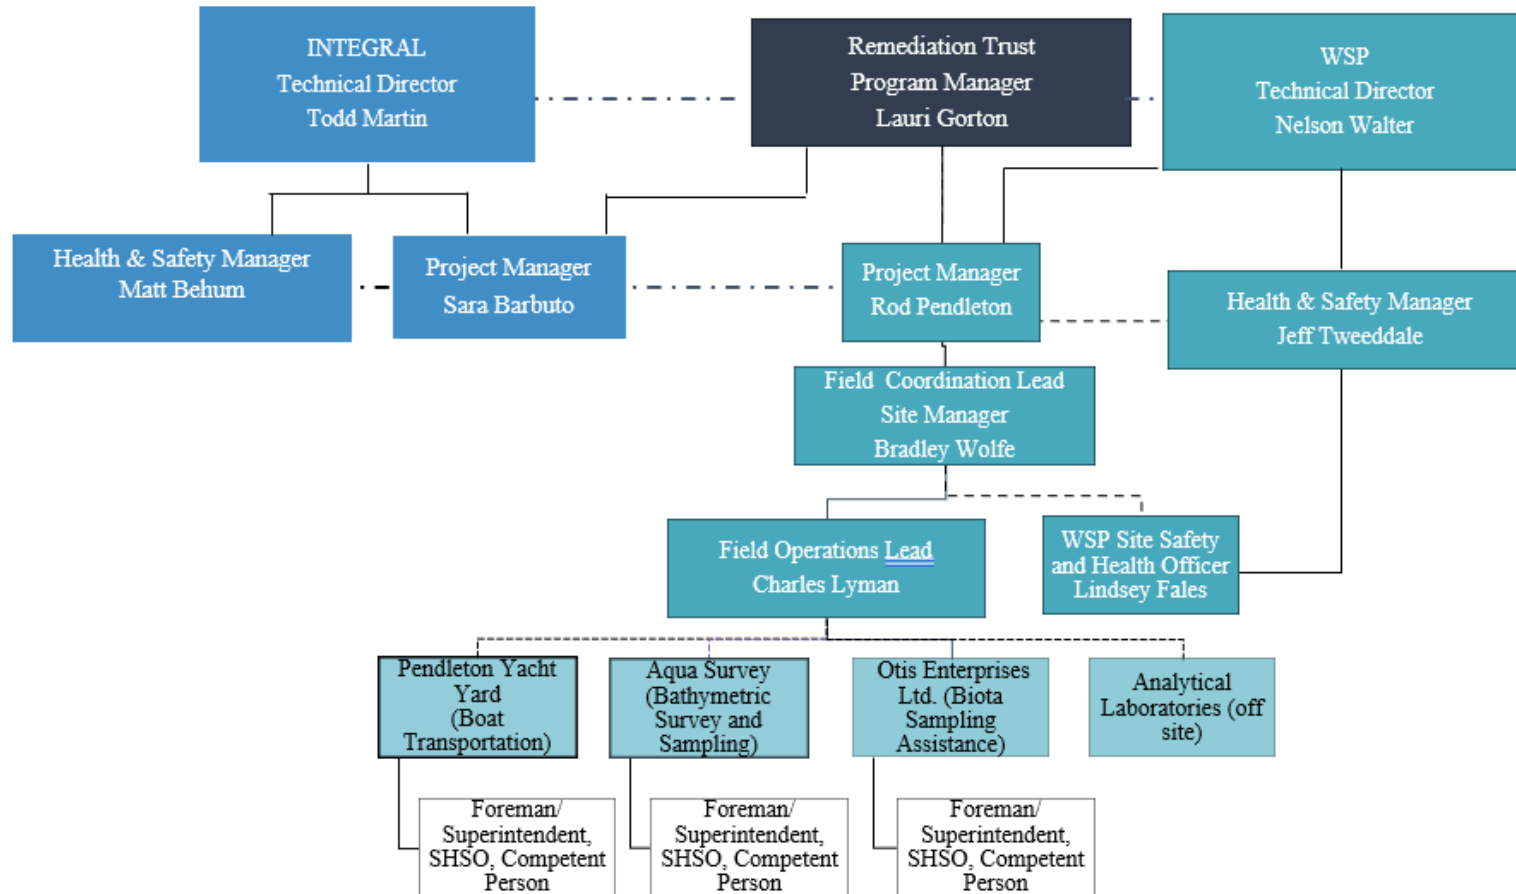 INTEGRAL
Technical Director
Todd Martin
Remediation Trust
Program Manager
Lauri Gorton
WSP
Technical Director
Nelson Walter
Health & Safety Manager
Matt Behum
Project Manager
Sara Barbuto
Project Manager
Rod Pendleton
Health & Safety Manager
Jeff Tweeddale
Field Coordination Lead
Site Manager
Bradley Wolfe
Field Operations Lead
Charles Lyman
WSP Site Safety
and Health Officer
Lindsey Fales
Pendleton Yacht
Yard
(Boat
Transportation)
Aqua Survey
(Bathymetric
Survey and
Sampling)
Otis Enterprises
Ltd. (Biota
Sampling
Assistance)
Analytical
Laboratories (off
site)
Foreman/
Superintendent,
SHSO, Competent
Person
Foreman/
Superintendent,
SHSO, Competent
Person
Foreman/
Superintendent,
SHSO, Competent
Person